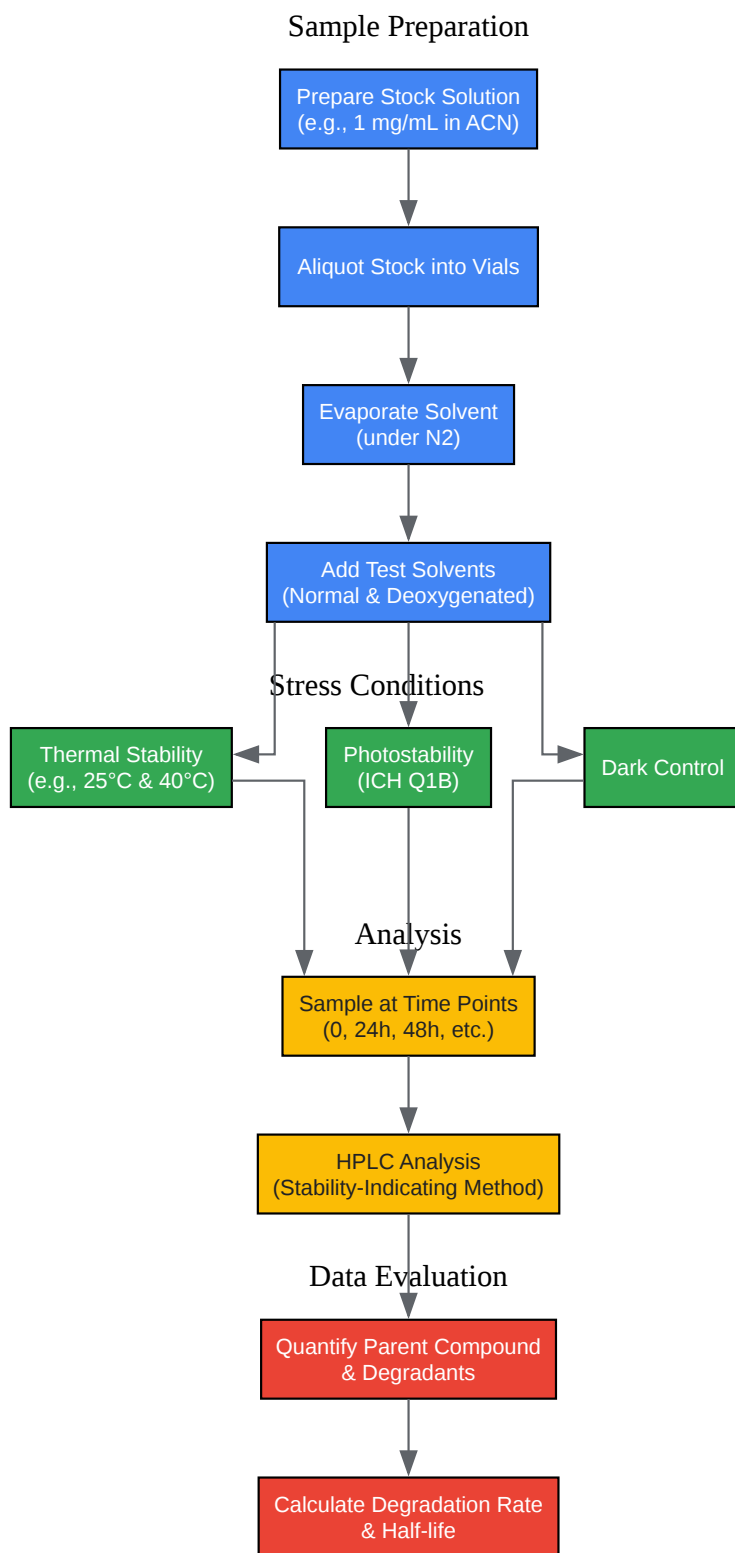 Sample Preparation
Prepare Stock Solution
(e.g., 1 mg/mL in ACN)
Aliquot Stock into Vials
Evaporate Solvent
(under N2)
Add Test Solvents
(Normal & Deoxygenated)
Stress Conditions
Thermal Stability
(e.g., 25°C & 40°C)
Photostability
(ICH Q1B)
Dark Control
Analysis
Sample at Time Points
(0, 24h, 48h, etc.)
HPLC Analysis
(Stability-Indicating Method)
Data Evaluation
Quantify Parent Compound
& Degradants
Calculate Degradation Rate
& Half-life